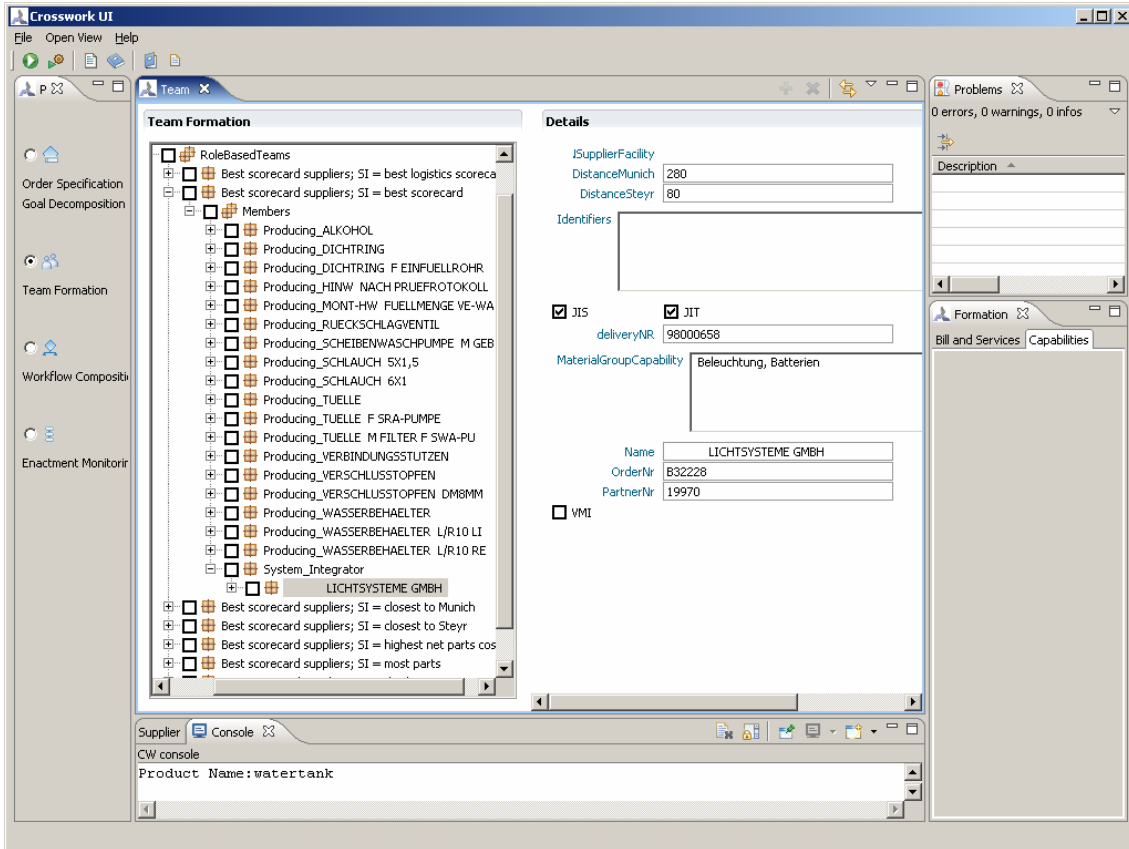 Crosswork UI
File Open View Help
P
Team
Problems
0 errors, 0 warnings, 0 infos
Description
Order Specification
Goal Decomposition
Team Formation
Workflow Compositi
Enactment Monitorir
Team Formation
RoleBasedTeams
Best scorecard suppliers; SI = best logistics scoreca
Best scorecard suppliers; SI = best scorecard
Members
Producing_ALKOHOL
Producing_DICHTRING
Producing_DICHTRING F EINFUELLROHR
Producing_HINW NACH PRUEFROTOKOLL
Producing_MONT-HW FUELLMENGE VE-WA
Producing_RUECKSCHLAGVENTIL
Producing_SCHEIBENWASCHPUMPE M GEB
Producing_SCHLAUCH 5X1,5
Producing_SCHLAUCH 6X1
Producing_TUELLE
Producing_TUELLE F SRA-PUMPE
Producing_TUELLE M FILTER F SWA-PU
Producing_VERBINDUNGSSTUTZEN
Producing_VERSCHLUSSTOPFEN
Producing_VERSCHLUSSTOPFEN DM8MM
Producing_WASSERBEHAELTER
Producing_WASSERBEHAELTER L/R10 LI
Producing_WASSERBEHAELTER L/R10 RE
System_Integrator
LICHTSYSTEME GMBH
Best scorecard suppliers; SI = closest to Munich
Best scorecard suppliers; SI = closest to Steyr
Best scorecard suppliers; SI = highest net parts cos
Best scorecard suppliers; SI = most parts
Details
ISupplierFacility
DistanceMunich 280
DistanceSteyr 80
Identifiers
JIS JIT
deliveryNR 98000658
MaterialGroupCapability Beleuchtung, Batterien
Name LICHTSYSTEME GMBH
OrderNr B32228
PartnerNr 19970
VMI
Formation
Bill and Services Capabilities
Supplier Console
CW console
Product Name:watertank